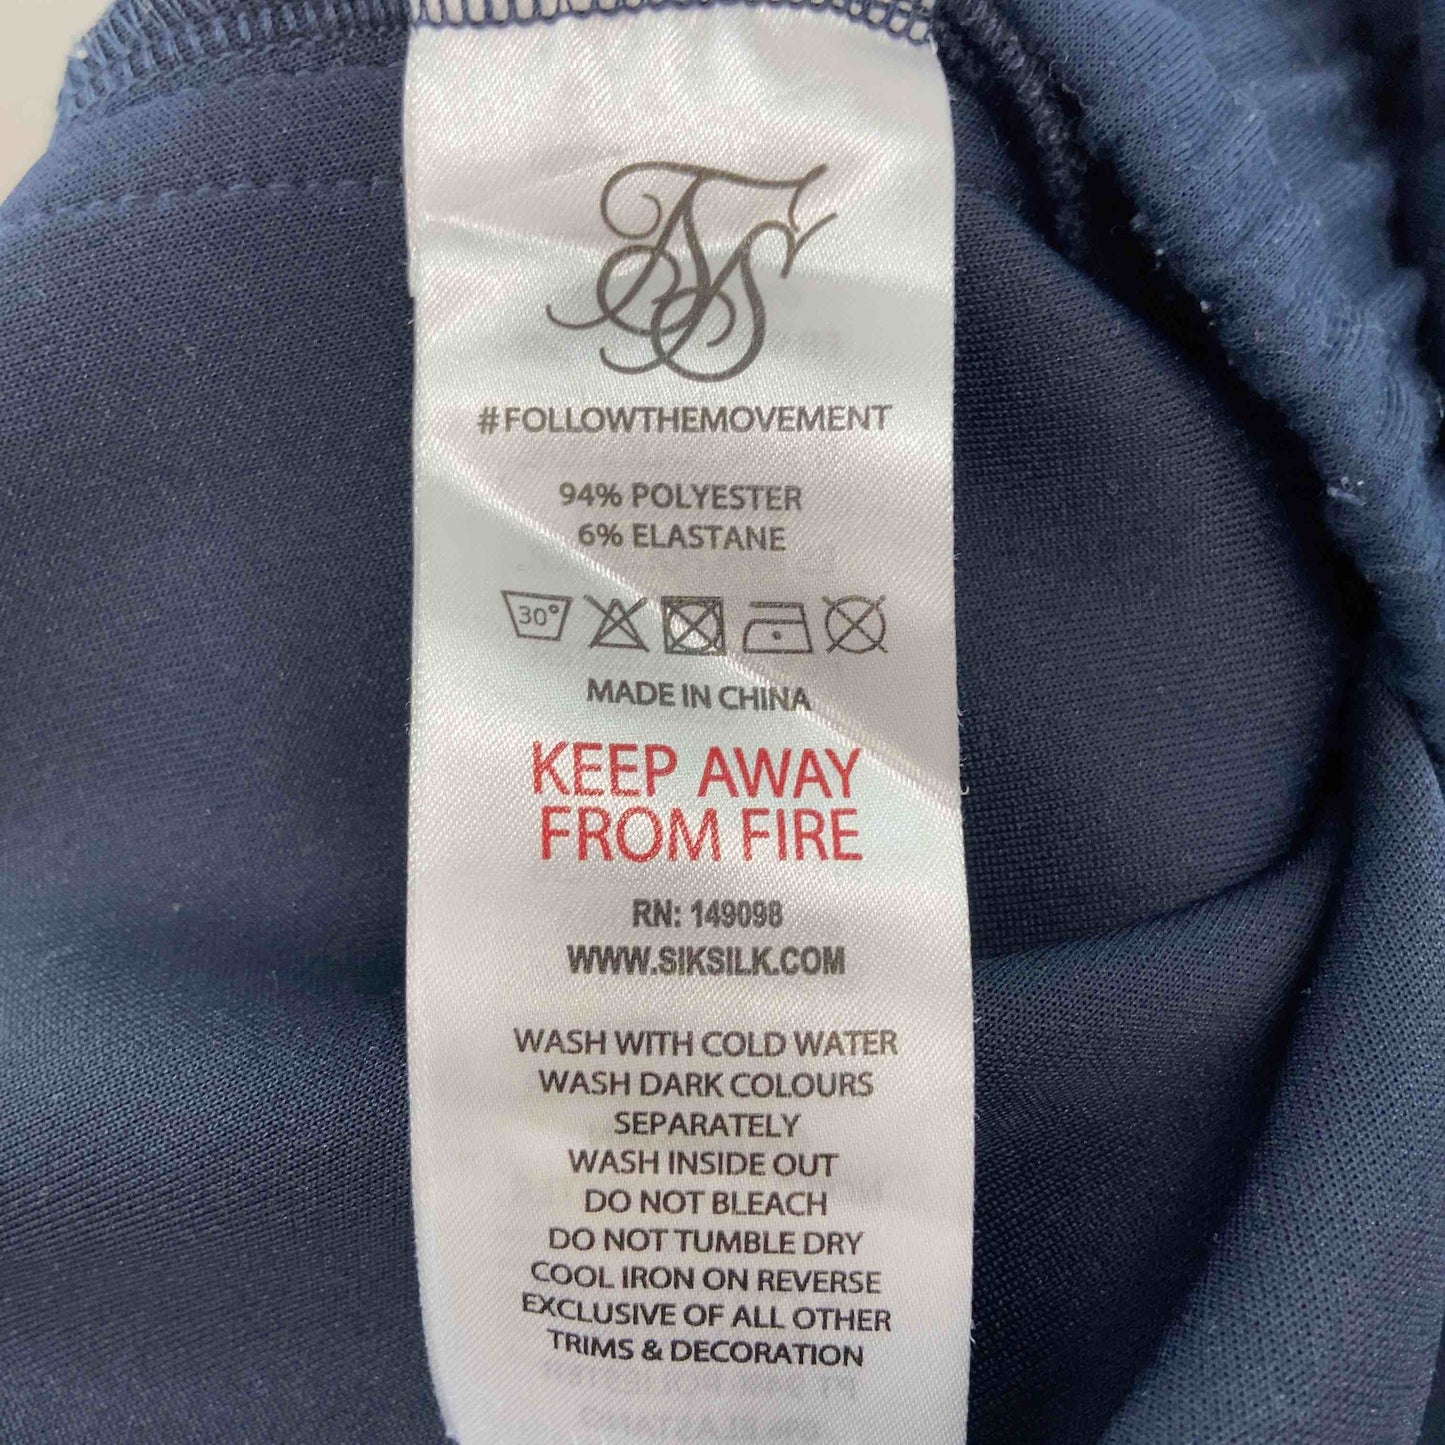 #FOLLOWTHEMOVEMENT
94% POLYESTER
6% ELASTANE
30°
MADE IN CHINA
KEEP AWAY
FROM FIRE
RN: 149098
WWW.SIKSILK.COM
WASH WITH COLD WATER
WASH DARK COLOURS
SEPARATELY
WASH INSIDE OUT
DO NOT BLEACH
DO NOT TUMBLE DRY
COOL IRON ON REVERSE
EXCLUSIVE OF ALL OTHER
TRIMS & DECORATION